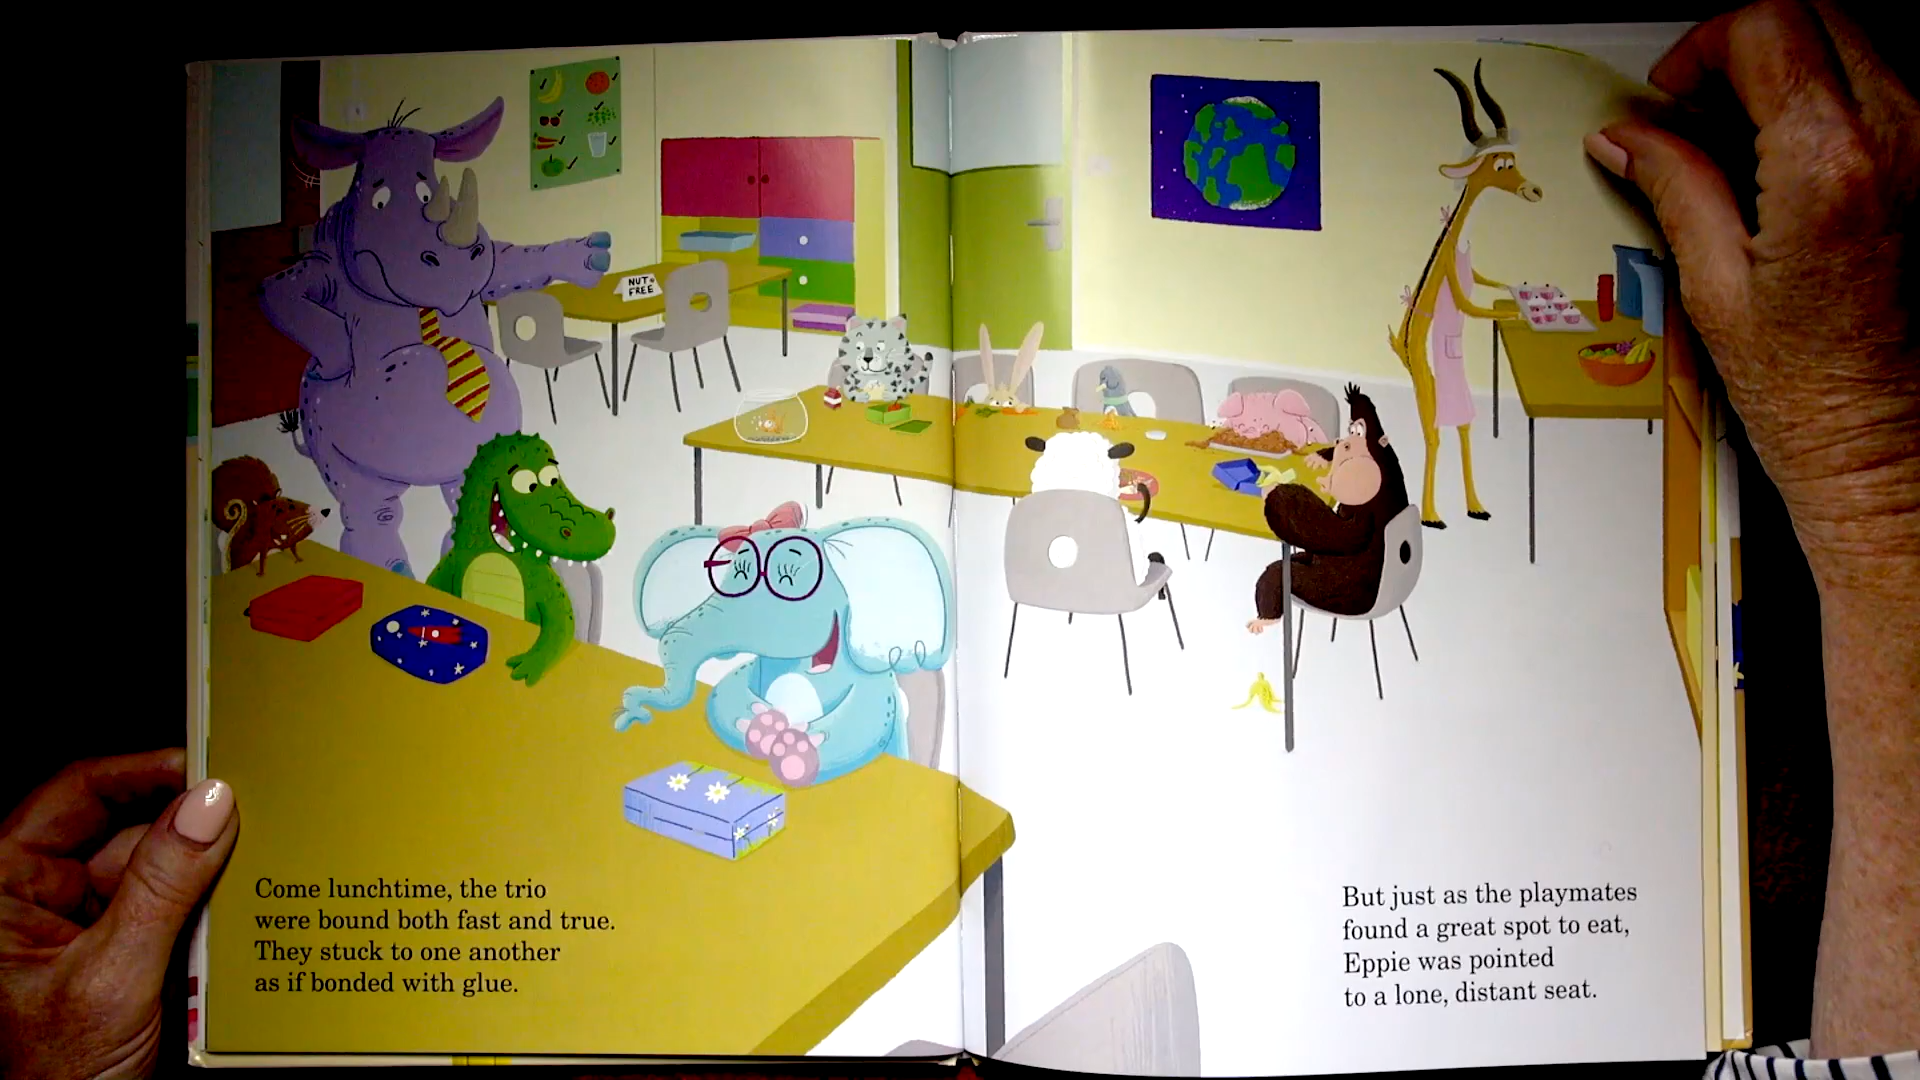 NUT
FREE
Come lunchtime, the trio
were bound both fast and true.
They stuck to one another
as if bonded with glue.
But just as the playmates
found a great spot to eat,
Eppie was pointed
to a lone, distant seat.